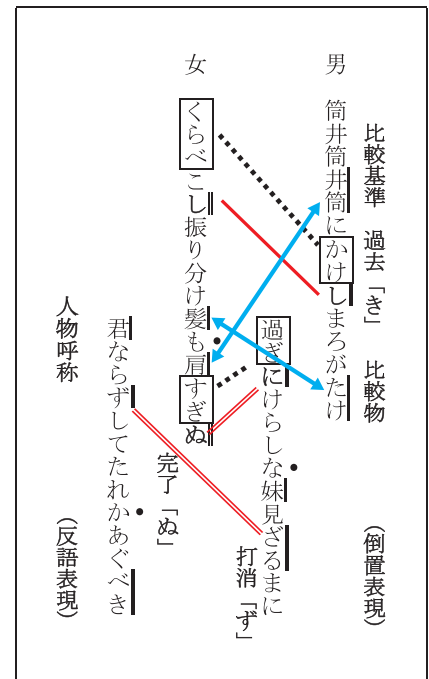 比較基準　過去「き」　比較物　（倒置表現）
男　筒井筒井筒にかけしまろがたけ
過ぎにけらしな妹見ざるまに
打消「ず」
女　くらべこし振り分け髪も肩すぎぬ
完了「ぬ」
君ならずしてたれかあぐべき
人物呼称　（反語表現）